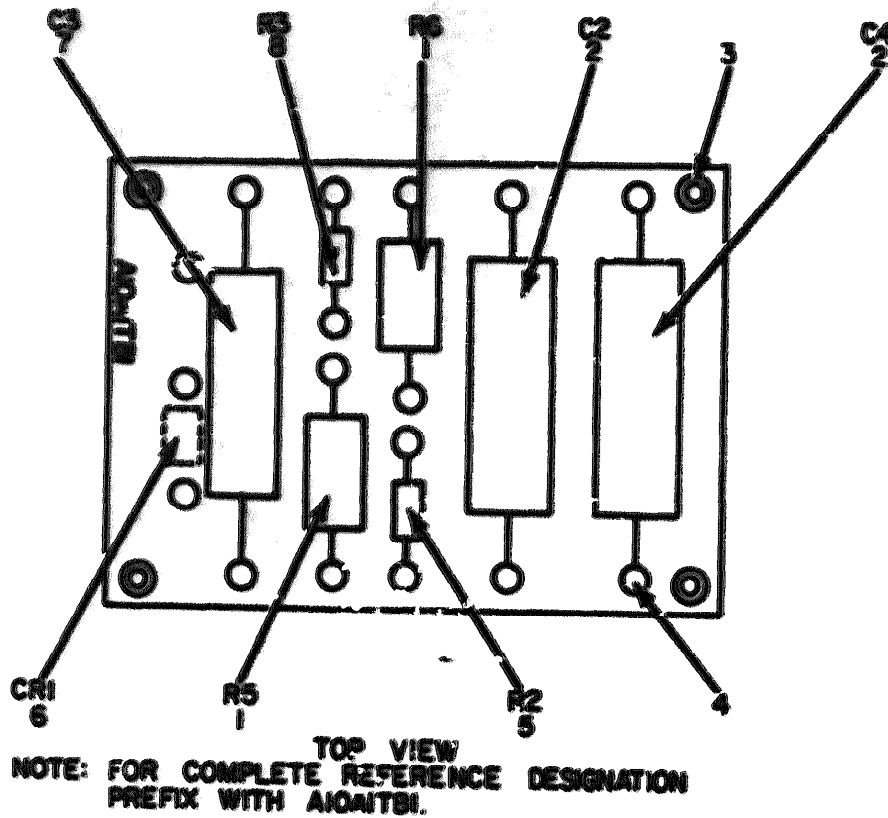 C3
7
R3
8
R6
1
C2
2
3
C4
2
A10A1TB1
CR1
6
R5
1
R2
5
4
TOP VIEW
NOTE: FOR COMPLETE REFERENCE DESIGNATION
PREFIX WITH A10A1TB1.